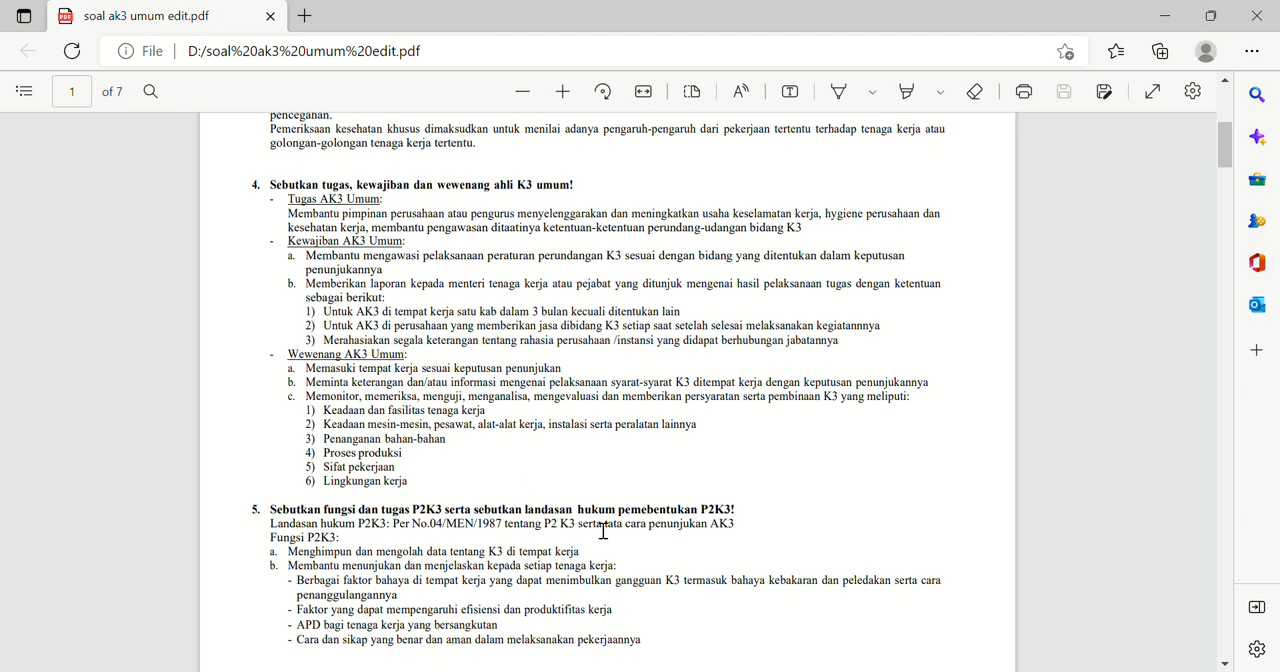 soal ak3 umum edit.pdf
File
D:/soal%20ak3%20umum%20edit.pdf
1 of 7
penceganan.
Pemeriksaan kesehatan khusus dimaksudkan untuk menilai adanya pengaruh-pengaruh dari pekerjaan tertentu terhadap tenaga kerja atau
golongan-golongan tenaga kerja tertentu.
4. Sebutkan tugas, kewajiban dan wewenang ahli K3 umum!
- Tugas AK3 Umum:
Membantu pimpinan perusahaan atau pengurus menyelenggarakan dan meningkatkan usaha keselamatan kerja, hygiene perusahaan dan
kesehatan kerja, membantu pengawasan ditaatinya ketentuan-ketentuan perundang-udangan bidang K3
- Kewajiban AK3 Umum:
a. Membantu mengawasi pelaksanaan peraturan perundangan K3 sesuai dengan bidang yang ditentukan dalam keputusan
penunjukannya
b. Memberikan laporan kepada menteri tenaga kerja atau pejabat yang ditunjuk mengenai hasil pelaksanaan tugas dengan ketentuan
sebagai berikut:
1) Untuk AK3 di tempat kerja satu kab dalam 3 bulan kecuali ditentukan lain
2) Untuk AK3 di perusahaan yang memberikan jasa dibidang K3 setiap saat setelah selesai melaksanakan kegiatannnya
3) Merahasiakan segala keterangan tentang rahasia perusahaan /instansi yang didapat berhubungan jabatannya
- Wewenang AK3 Umum:
a. Memasuki tempat kerja sesuai keputusan penunjukan
b. Meminta keterangan dan/atau informasi mengenai pelaksanaan syarat-syarat K3 ditempat kerja dengan keputusan penunjukannya
c. Memonitor, memeriksa, menguji, menganalisa, mengevaluasi dan memberikan persyaratan serta pembinaan K3 yang meliputi:
1) Keadaan dan fasilitas tenaga kerja
2) Keadaan mesin-mesin, pesawat, alat-alat kerja, instalasi serta peralatan lainnya
3) Penanganan bahan-bahan
4) Proses produksi
5) Sifat pekerjaan
6) Lingkungan kerja
5. Sebutkan fungsi dan tugas P2K3 serta sebutkan landasan hukum pemebentukan P2K3!
Landasan hukum P2K3: Per No.04/MEN/1987 tentang P2 K3 serta tata cara penunjukan AK3
Fungsi P2K3:
a. Menghimpun dan mengolah data tentang K3 di tempat kerja
b. Membantu menunjukan dan menjelaskan kepada setiap tenaga kerja:
- Berbagai faktor bahaya di tempat kerja yang dapat menimbulkan gangguan K3 termasuk bahaya kebakaran dan peledakan serta cara
penanggulangannya
- Faktor yang dapat mempengaruhi efisiensi dan produktifitas kerja
- APD bagi tenaga kerja yang bersangkutan
- Cara dan sikap yang benar dan aman dalam melaksanakan pekerjaannya